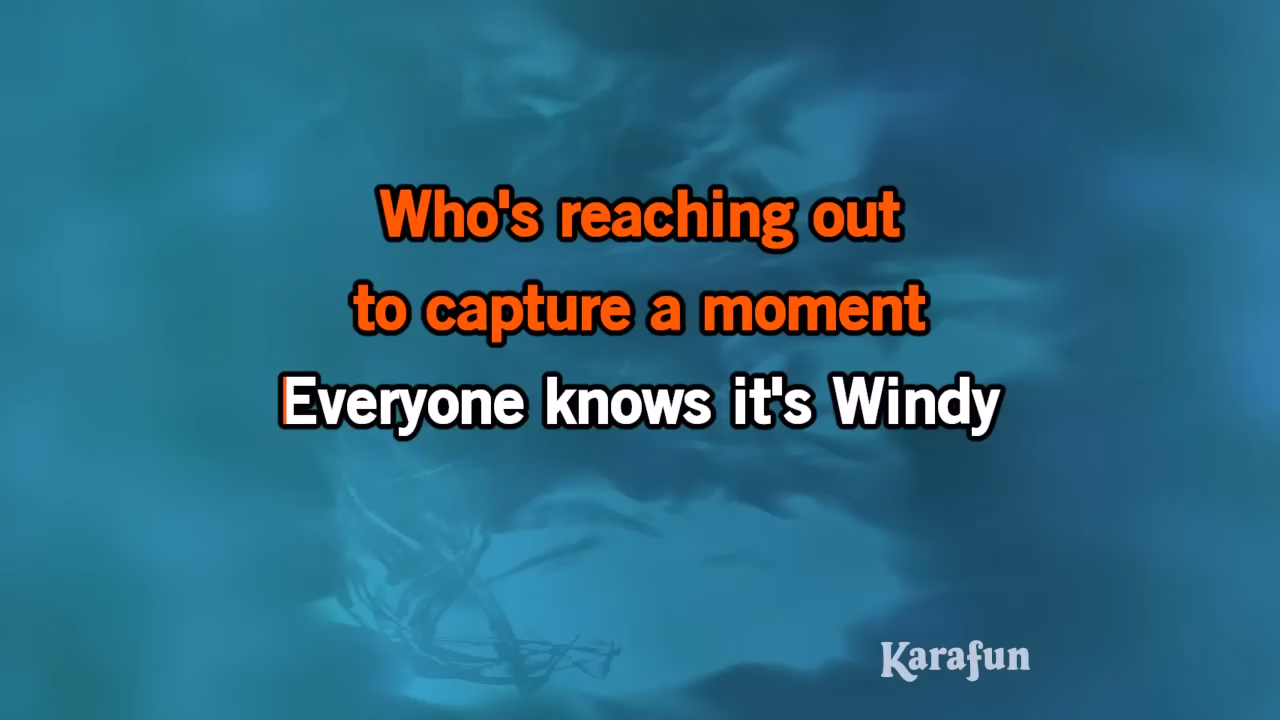 Who's reaching out
to capture a moment
Everyone knows it's Windy
Karafun